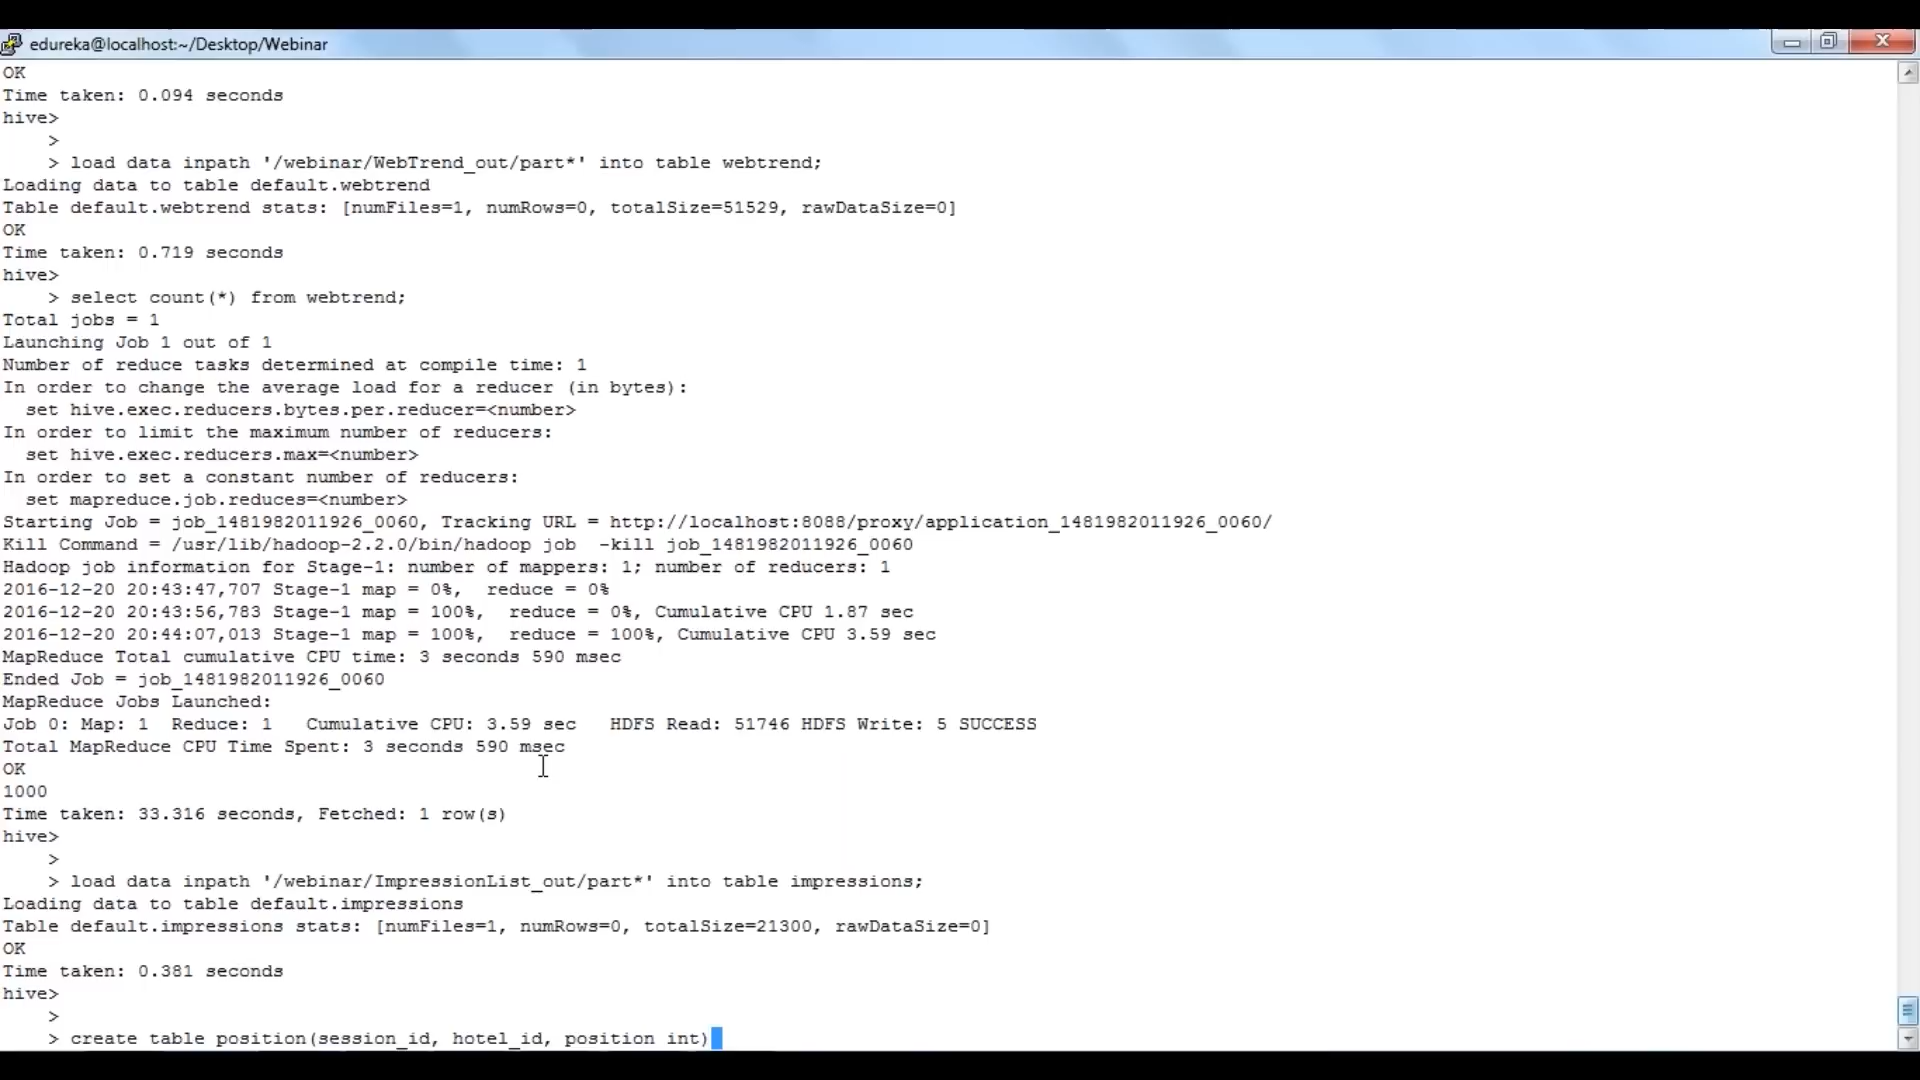 edureka@localhost:~/Desktop/Webinar
OK
Time taken: 0.094 seconds
hive>
    >
    > load data inpath '/webinar/WebTrend_out/part*' into table webtrend;
Loading data to table default.webtrend
Table default.webtrend stats: [numFiles=1, numRows=0, totalSize=51529, rawDataSize=0]
OK
Time taken: 0.719 seconds
hive>
    > select count(*) from webtrend;
Total jobs = 1
Launching Job 1 out of 1
Number of reduce tasks determined at compile time: 1
In order to change the average load for a reducer (in bytes):
  set hive.exec.reducers.bytes.per.reducer=<number>
In order to limit the maximum number of reducers:
  set hive.exec.reducers.max=<number>
In order to set a constant number of reducers:
  set mapreduce.job.reduces=<number>
Starting Job = job_1481982011926_0060, Tracking URL = http://localhost:8088/proxy/application_1481982011926_0060/
Kill Command = /usr/lib/hadoop-2.2.0/bin/hadoop job  -kill job_1481982011926_0060
Hadoop job information for Stage-1: number of mappers: 1; number of reducers: 1
2016-12-20 20:43:47,707 Stage-1 map = 0%,  reduce = 0%
2016-12-20 20:43:56,783 Stage-1 map = 100%,  reduce = 0%, Cumulative CPU 1.87 sec
2016-12-20 20:44:07,013 Stage-1 map = 100%,  reduce = 100%, Cumulative CPU 3.59 sec
MapReduce Total cumulative CPU time: 3 seconds 590 msec
Ended Job = job_1481982011926_0060
MapReduce Jobs Launched:
Job 0: Map: 1  Reduce: 1   Cumulative CPU: 3.59 sec   HDFS Read: 51746 HDFS Write: 5 SUCCESS
Total MapReduce CPU Time Spent: 3 seconds 590 msec
OK
1000
Time taken: 33.316 seconds, Fetched: 1 row(s)
hive>
    >
    > load data inpath '/webinar/ImpressionList_out/part*' into table impressions;
Loading data to table default.impressions
Table default.impressions stats: [numFiles=1, numRows=0, totalSize=21300, rawDataSize=0]
OK
Time taken: 0.381 seconds
hive>
    >
    > create table position(session_id, hotel_id, position int)